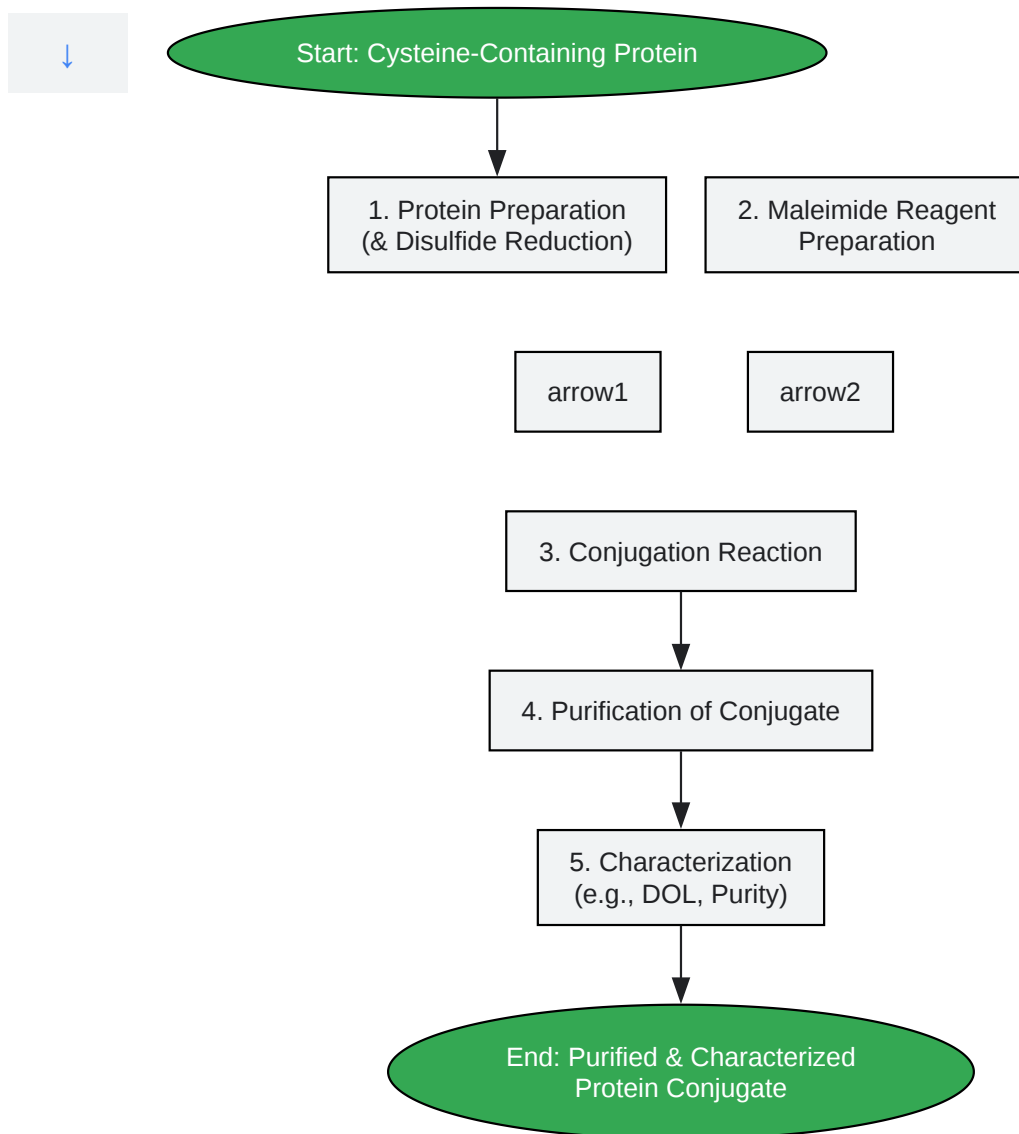 ↓
Start: Cysteine-Containing Protein
1. Protein Preparation
(& Disulfide Reduction)
2. Maleimide Reagent
Preparation
arrow1
arrow2
3. Conjugation Reaction
4. Purification of Conjugate
5. Characterization
(e.g., DOL, Purity)
End: Purified & Characterized
Protein Conjugate